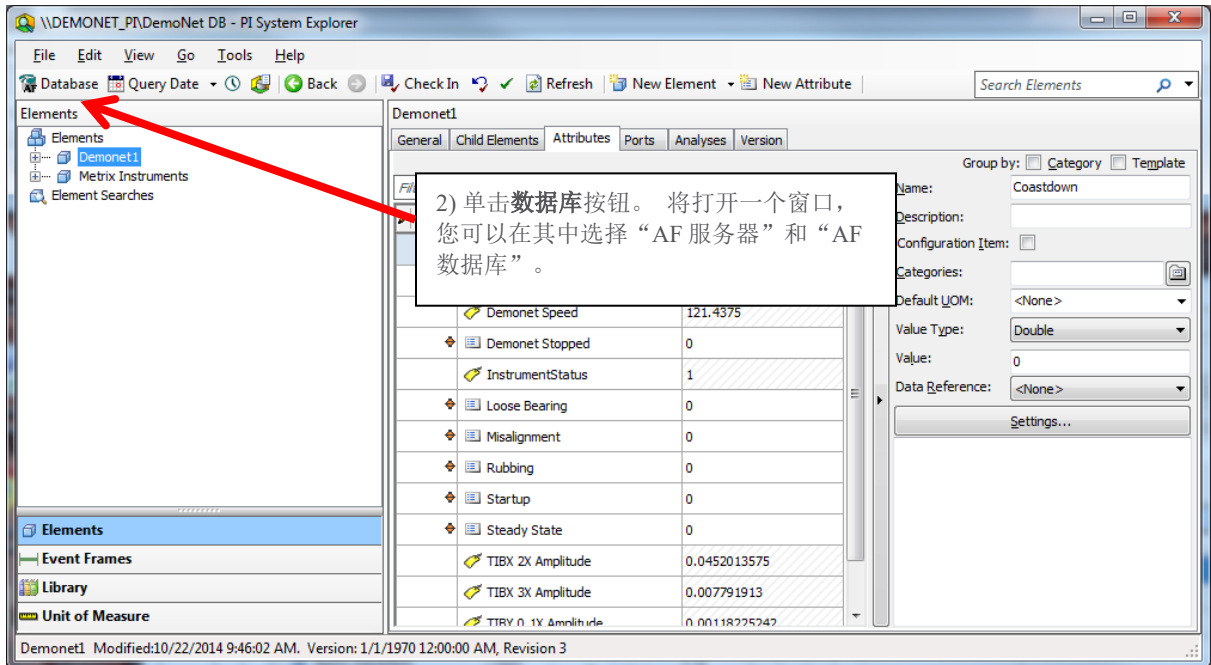 \\DEMONET_PI\DemoNet DB - PI System Explorer
File Edit View Go Tools Help
Database Query Date Back Check In Refresh New Element New Attribute Search Elements
Elements
Elements
Demonet1
Metrix Instruments
Element Searches
Elements
Event Frames
Library
Unit of Measure
Demonet1
General Child Elements Attributes Ports Analyses Version
2) 单击数据库按钮。 将打开一个窗口，
您可以在其中选择“AF 服务器”和“AF
数据库”。
Demonet Speed 121.4375
Demonet Stopped 0
InstrumentStatus 1
Loose Bearing 0
Misalignment 0
Rubbing 0
Startup 0
Steady State 0
TIBX 2X Amplitude 0.0452013575
TIBX 3X Amplitude 0.007791913
TIBY 0.1X Amplitude 0.00118225242
Group by: Category Template
Name: Coastdown
Description:
Configuration Item:
Categories:
Default UOM: <None>
Value Type: Double
Value: 0
Data Reference: <None>
Settings...
Demonet1 Modified:10/22/2014 9:46:02 AM. Version: 1/1/1970 12:00:00 AM, Revision 3